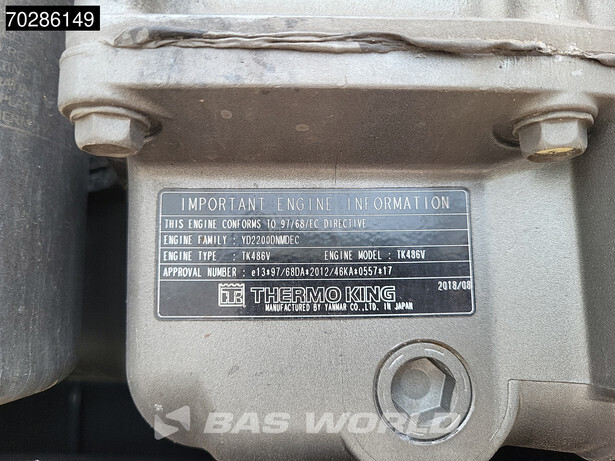 70286149
IMPORTANT ENGINE INFORMATION
THIS ENGINE CONFORMS TO 97/68/EC DIRECTIVE
ENGINE FAMILY : YD2200DNMDEC
ENGINE TYPE : TK486V ENGINE MODEL : TK486V
APPROVAL NUMBER : e13*97/68DA*2012/46KA*0557*17
2018/08
THERMO KING
MANUFACTURED BY YANMAR CO.,LTD. IN JAPAN
BAS WORLD